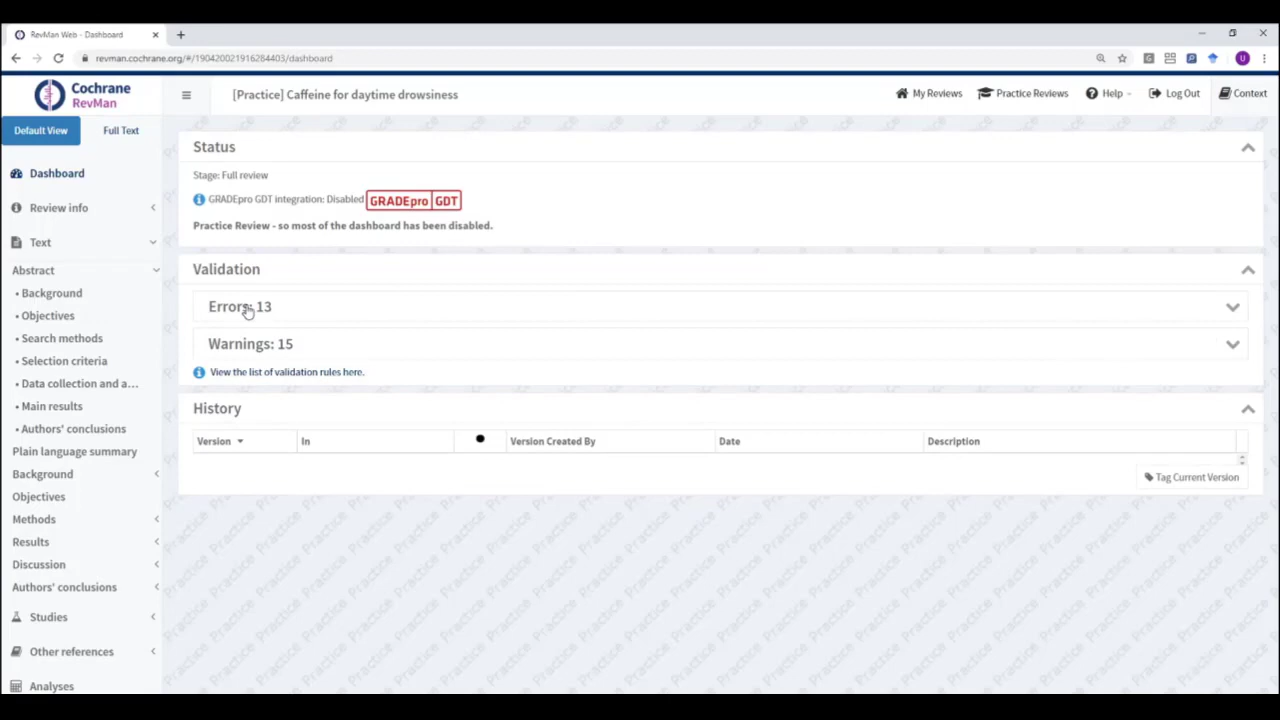 RevMan Web - Dashboard
revman.cochrane.org/#/190420021916284403/dashboard
U
Cochrane
RevMan
[Practice] Caffeine for daytime drowsiness
My Reviews
Practice Reviews
Help
Log Out
Context
Default View
Full Text
Dashboard
Review info
Text
Abstract
• Background
• Objectives
• Search methods
• Selection criteria
• Data collection and a...
• Main results
• Authors' conclusions
Plain language summary
Background
Objectives
Methods
Results
Discussion
Authors' conclusions
Studies
Other references
Analyses
Status
Stage: Full review
GRADEpro GDT integration: Disabled GRADEpro GDT
Practice Review - so most of the dashboard has been disabled.
Validation
Errors: 13
Warnings: 15
View the list of validation rules here.
History
Version In Version Created By Date Description
Tag Current Version
Practice